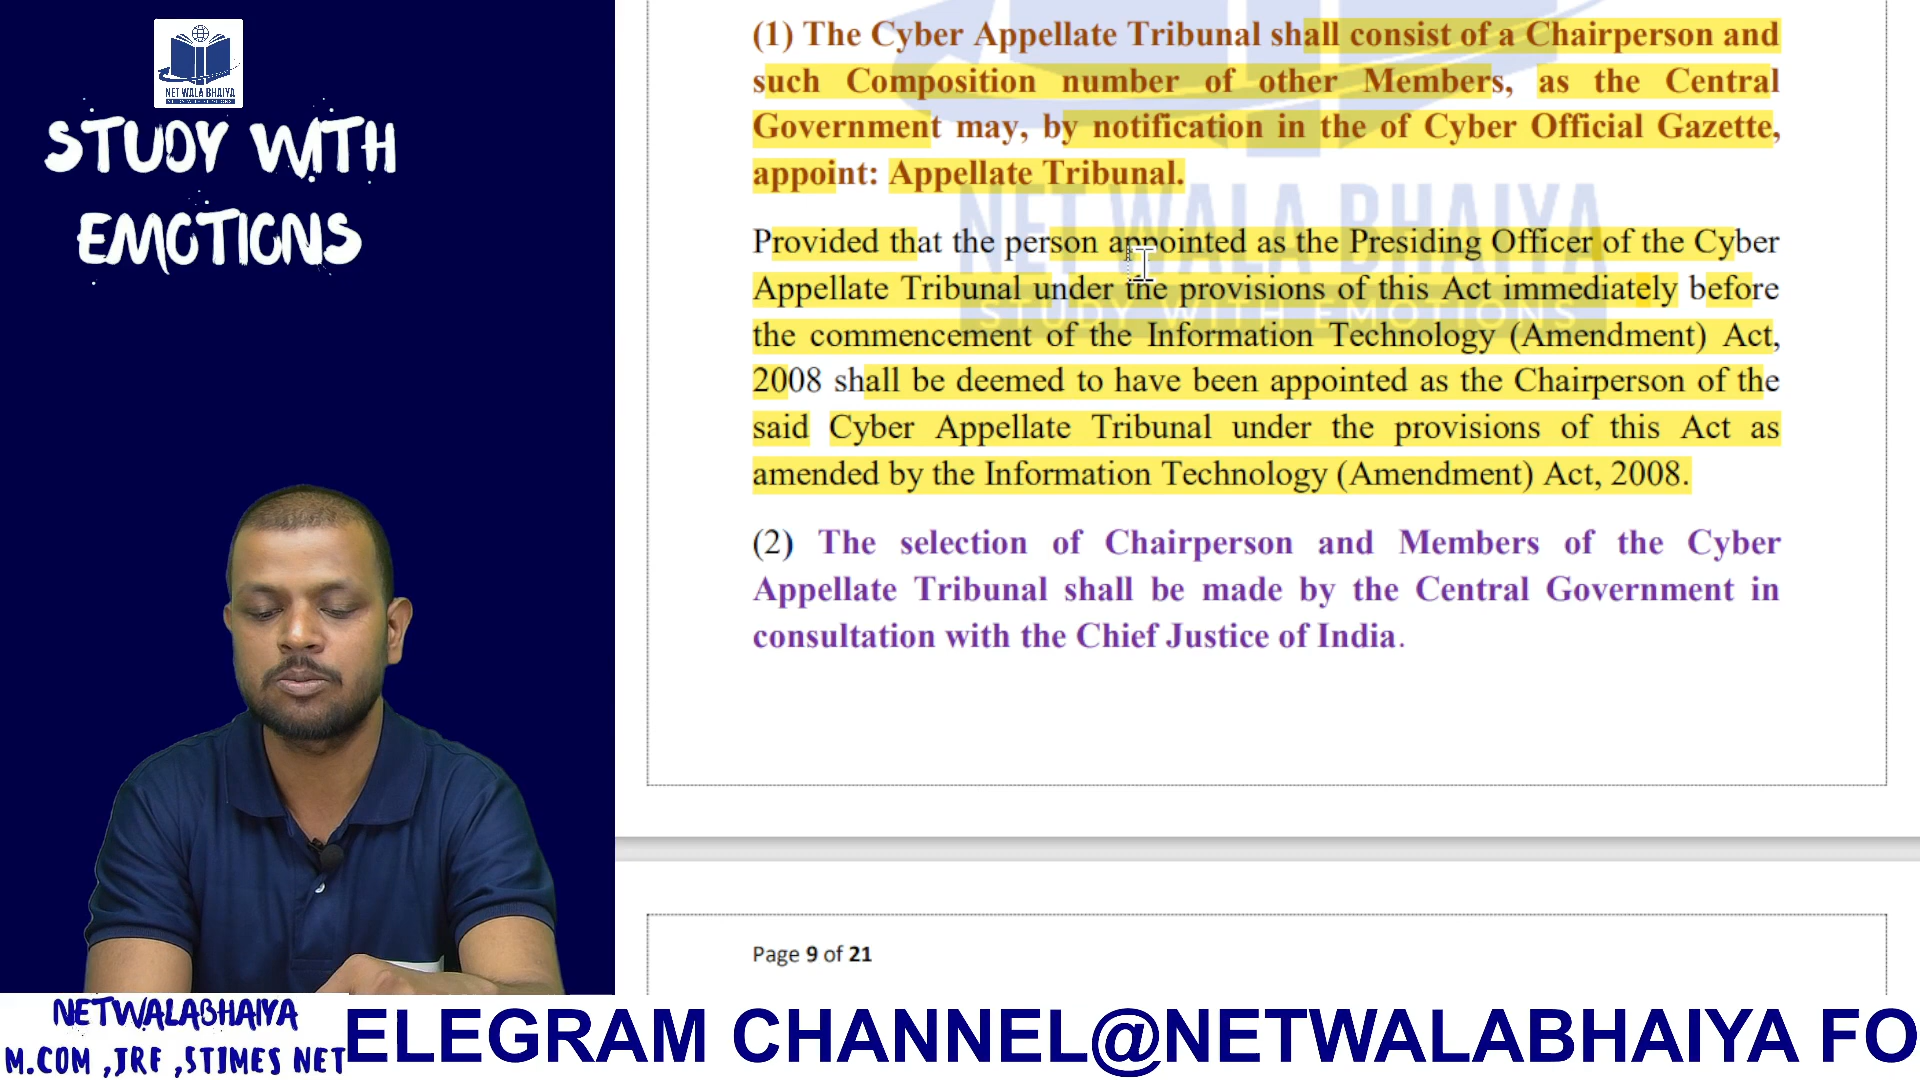 NET WALA BHAIYA
STUDY WITH
EMOTIONS
(1) The Cyber Appellate Tribunal shall consist of a Chairperson and
such Composition number of other Members, as the Central
Government may, by notification in the of Cyber Official Gazette,
appoint: Appellate Tribunal.
NET WALA BHAIYA
STUDY WITH EMOTIONS
Provided that the person appointed as the Presiding Officer of the Cyber
Appellate Tribunal under the provisions of this Act immediately before
the commencement of the Information Technology (Amendment) Act,
2008 shall be deemed to have been appointed as the Chairperson of the
said Cyber Appellate Tribunal under the provisions of this Act as
amended by the Information Technology (Amendment) Act, 2008.
(2) The selection of Chairperson and Members of the Cyber
Appellate Tribunal shall be made by the Central Government in
consultation with the Chief Justice of India.
Page 9 of 21
NETWALABHAIYA
M.COM ,JRF ,5TIMES NET
ELEGRAM CHANNEL@NETWALABHAIYA FO